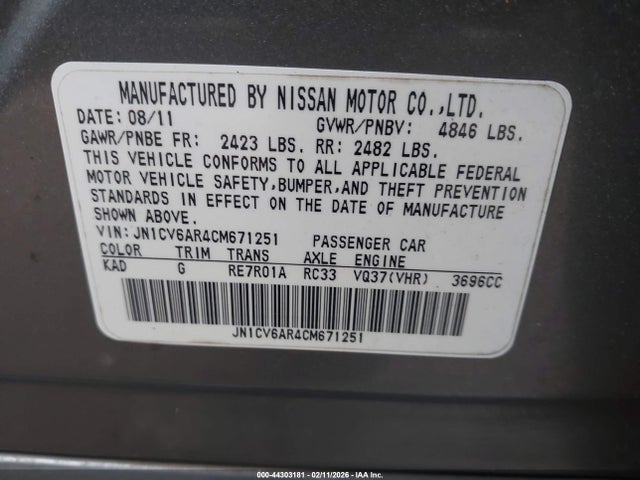 MANUFACTURED BY NISSAN MOTOR CO.,LTD.
DATE: 08/11 GVWR/PNBV: 4846 LBS.
GAWR/PNBE FR: 2423 LBS. RR: 2482 LBS.
THIS VEHICLE CONFORMS TO ALL APPLICABLE FEDERAL
MOTOR VEHICLE SAFETY,BUMPER,AND THEFT PREVENTION
STANDARDS IN EFFECT ON THE DATE OF MANUFACTURE
SHOWN ABOVE.
VIN: JN1CV6AR4CM671251 PASSENGER CAR
COLOR TRIM TRANS AXLE ENGINE
KAD G RE7R01A RC33 VQ37(VHR) 3696CC
JN1CV6AR4CM671251
000-44303181 - 02/11/2026 - IAA Inc.